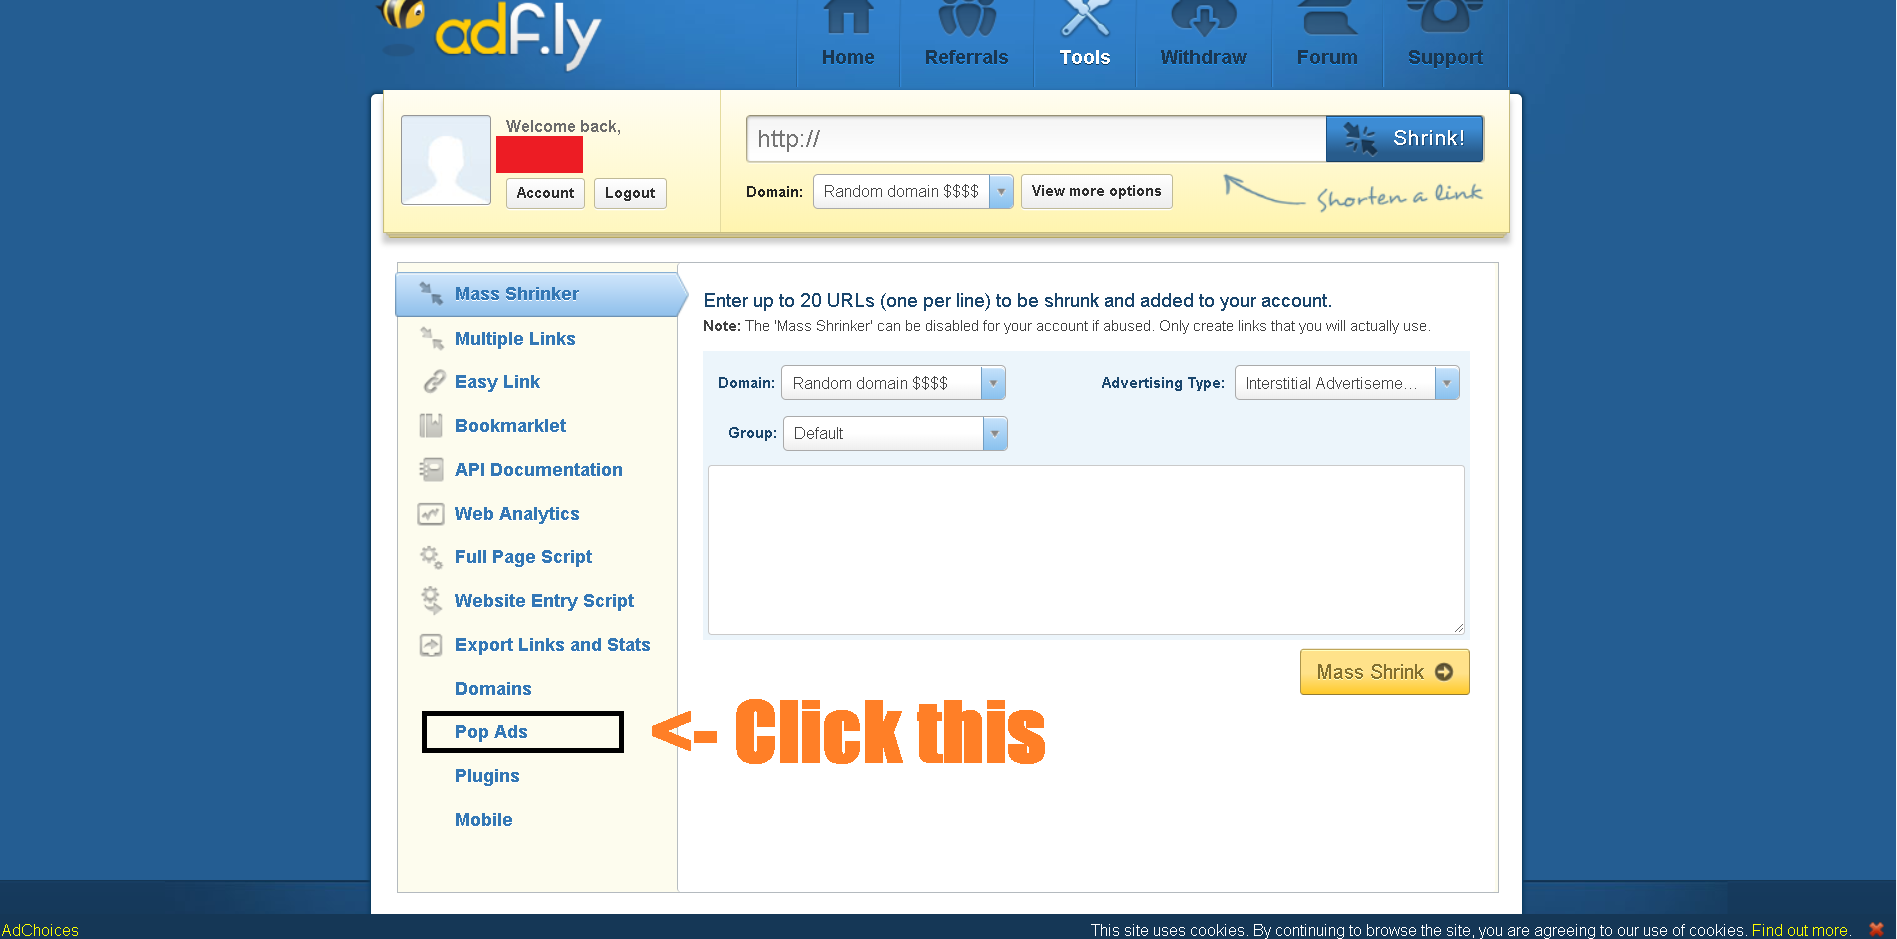 adf.ly
Home
Referrals
Tools
Withdraw
Forum
Support
Welcome back,
Account
Logout
http://
Shrink!
Domain:
Random domain $$$$
View more options
Shorten a link
Mass Shrinker
Multiple Links
Easy Link
Bookmarklet
API Documentation
Web Analytics
Full Page Script
Website Entry Script
Export Links and Stats
Domains
Pop Ads
Plugins
Mobile
Enter up to 20 URLs (one per line) to be shrunk and added to your account.
Note: The 'Mass Shrinker' can be disabled for your account if abused. Only create links that you will actually use.
Domain:
Random domain $$$$
Advertising Type:
Interstitial Advertiseme...
Group:
Default
Mass Shrink
<- Click this
AdChoices
This site uses cookies. By continuing to browse the site, you are agreeing to our use of cookies. Find out more.